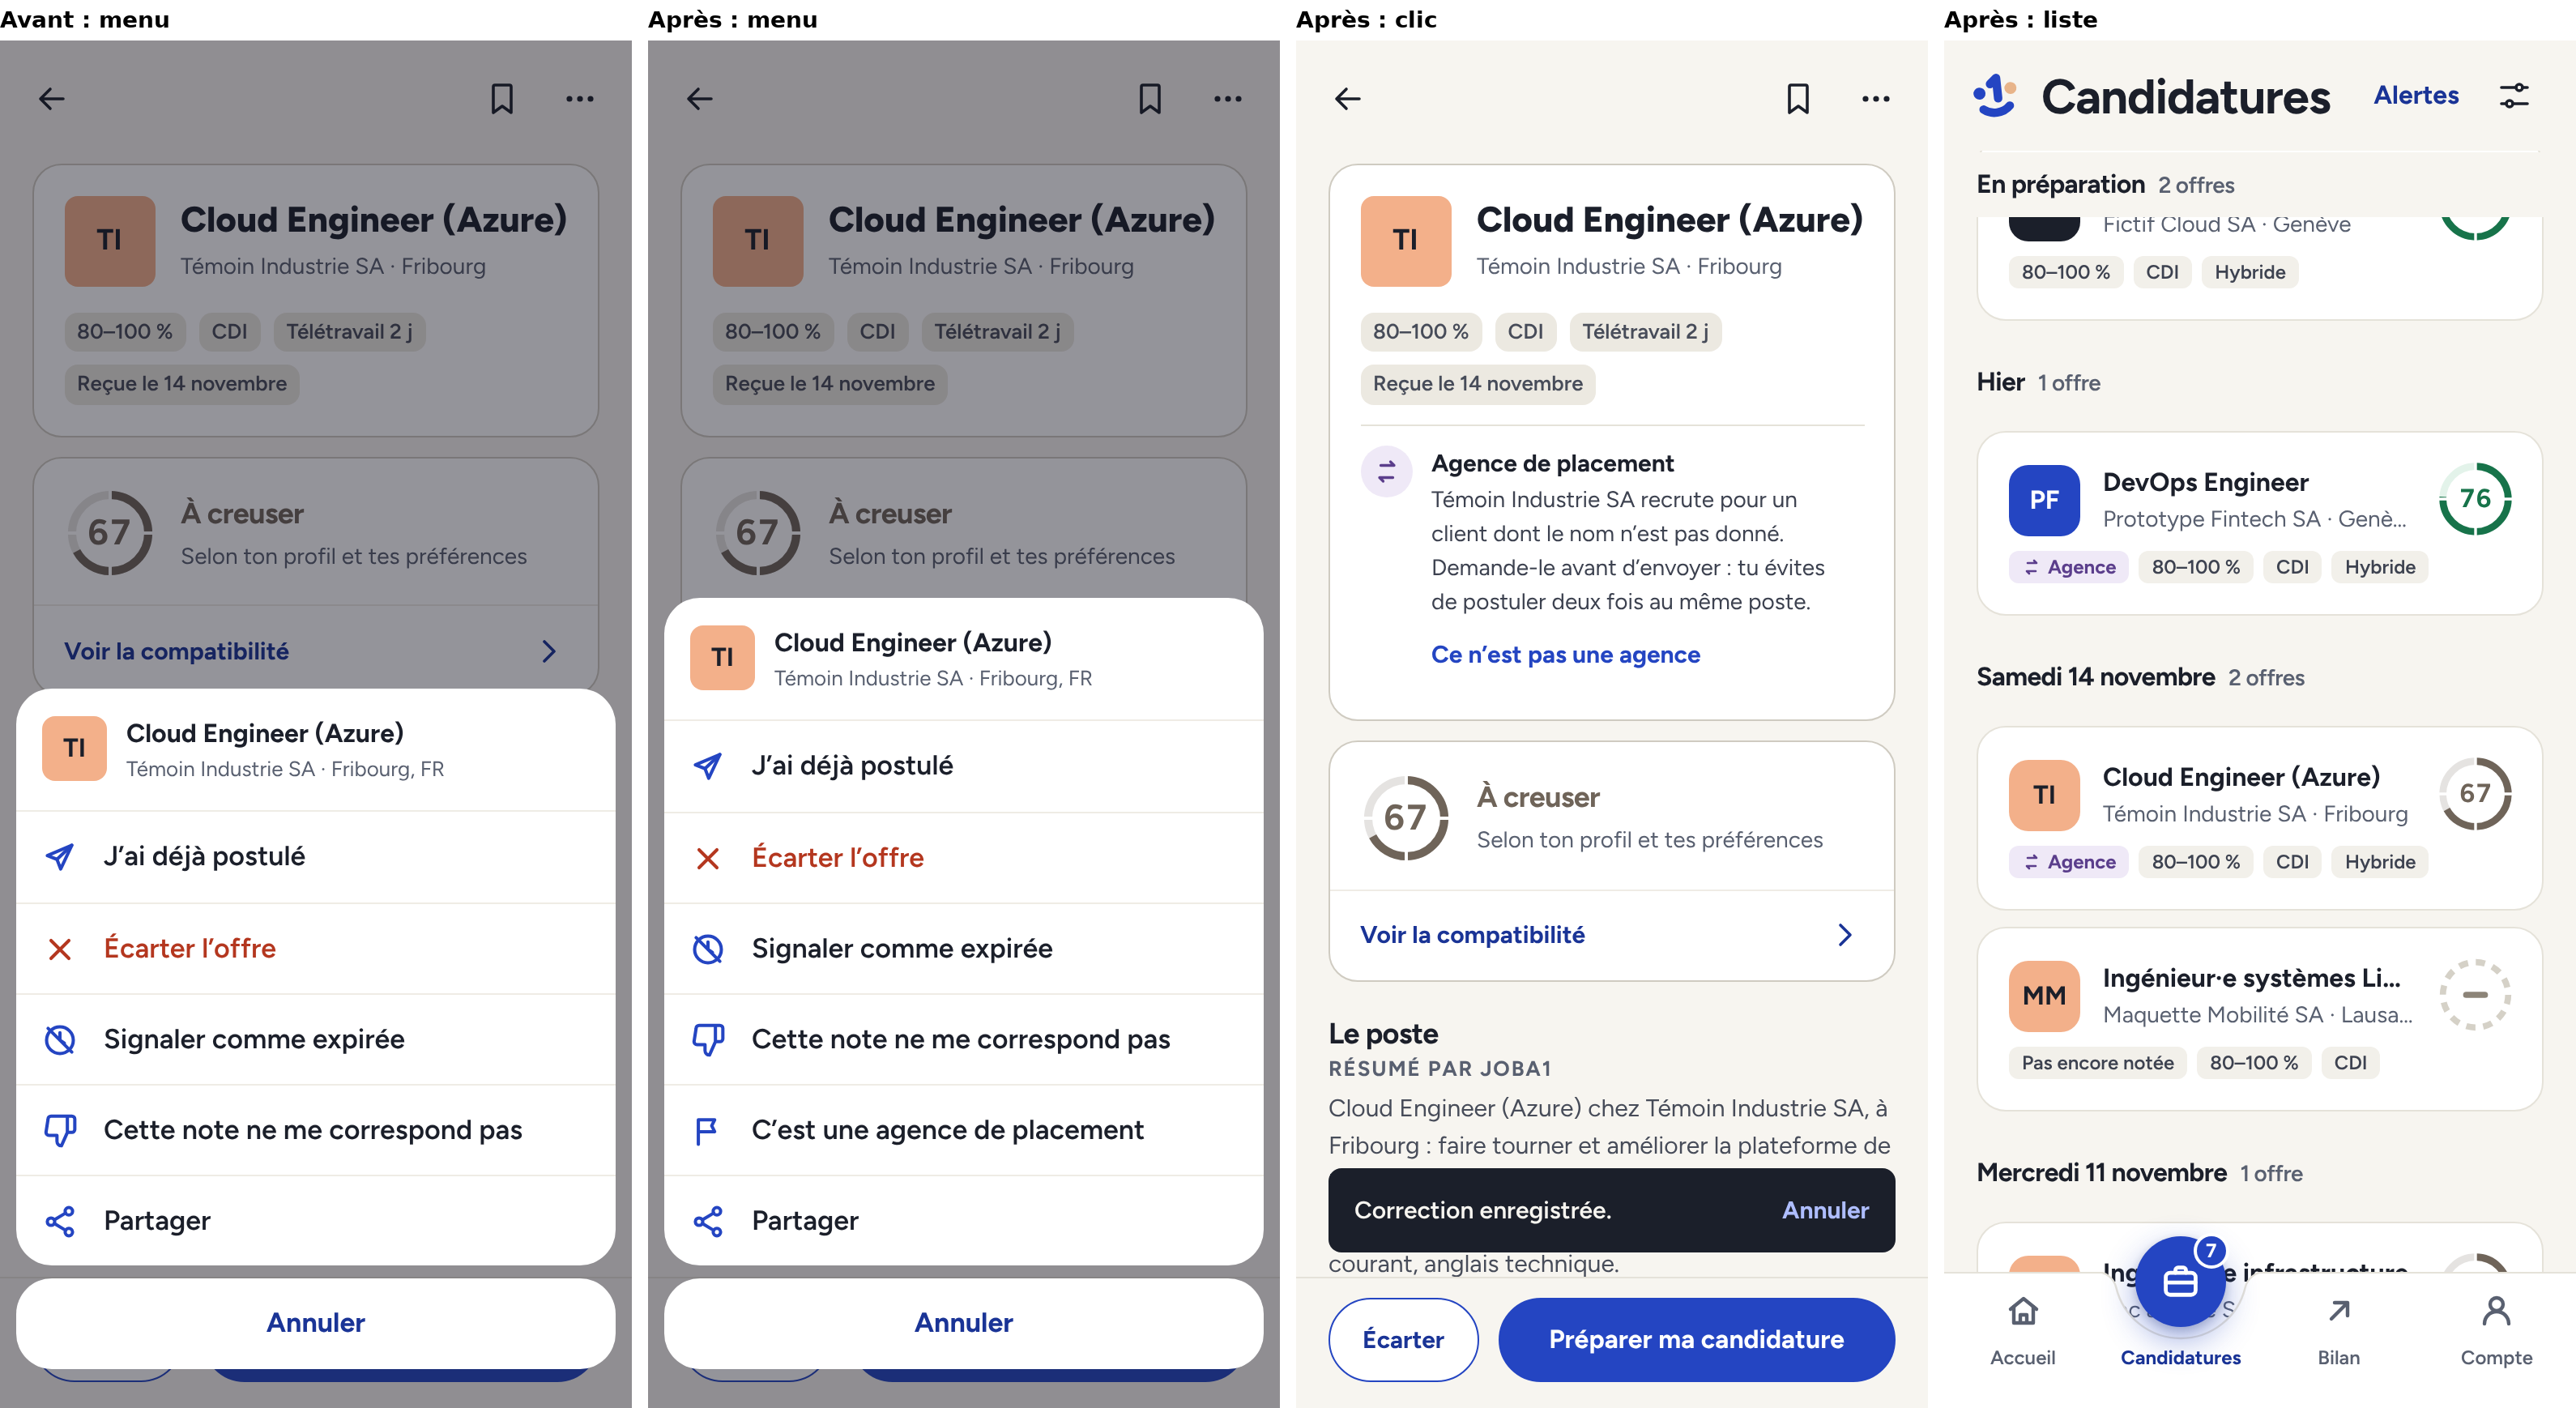 Avant : menu
TI
Cloud Engineer (Azure)
Témoin Industrie SA · Fribourg
80–100 %
CDI
Télétravail 2 j
Reçue le 14 novembre
67
À creuser
Selon ton profil et tes préférences
Voir la compatibilité
TI
Cloud Engineer (Azure)
Témoin Industrie SA · Fribourg, FR
J’ai déjà postulé
Écarter l’offre
Signaler comme expirée
Cette note ne me correspond pas
Partager
Annuler
Après : menu
TI
Cloud Engineer (Azure)
Témoin Industrie SA · Fribourg
80–100 %
CDI
Télétravail 2 j
Reçue le 14 novembre
67
À creuser
Selon ton profil et tes préférences
TI
Cloud Engineer (Azure)
Témoin Industrie SA · Fribourg, FR
J’ai déjà postulé
Écarter l’offre
Signaler comme expirée
Cette note ne me correspond pas
C’est une agence de placement
Partager
Annuler
Après : clic
TI
Cloud Engineer (Azure)
Témoin Industrie SA · Fribourg
80–100 %
CDI
Télétravail 2 j
Reçue le 14 novembre
Agence de placement
Témoin Industrie SA recrute pour un
client dont le nom n’est pas donné.
Demande-le avant d’envoyer : tu évites
de postuler deux fois au même poste.
Ce n’est pas une agence
67
À creuser
Selon ton profil et tes préférences
Voir la compatibilité
Le poste
RÉSUMÉ PAR JOBA1
Cloud Engineer (Azure) chez Témoin Industrie SA, à
Fribourg : faire tourner et améliorer la plateforme de
Correction enregistrée.
Annuler
courant, anglais technique.
Écarter
Préparer ma candidature
Après : liste
Candidatures
Alertes
En préparation 2 offres
Fictif Cloud SA · Genève
80–100 %
CDI
Hybride
Hier 1 offre
PF
DevOps Engineer
Prototype Fintech SA · Genè...
76
Agence
80–100 %
CDI
Hybride
Samedi 14 novembre 2 offres
TI
Cloud Engineer (Azure)
Témoin Industrie SA · Fribourg
67
Agence
80–100 %
CDI
Hybride
MM
Ingénieur·e systèmes Li...
Maquette Mobilité SA · Lausa...
Pas encore notée
80–100 %
CDI
Mercredi 11 novembre 1 offre
7
Accueil
Candidatures
Bilan
Compte